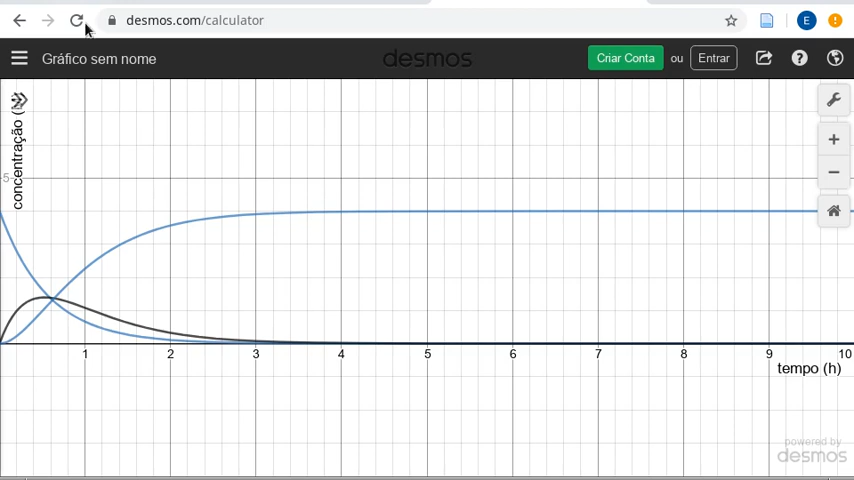 desmos.com/calculator
E
Gráfico sem nome
desmos
Criar Conta
ou
Entrar
concentração (
5
1
2
3
4
5
6
7
8
9
10
tempo (h)
powered by
desmos